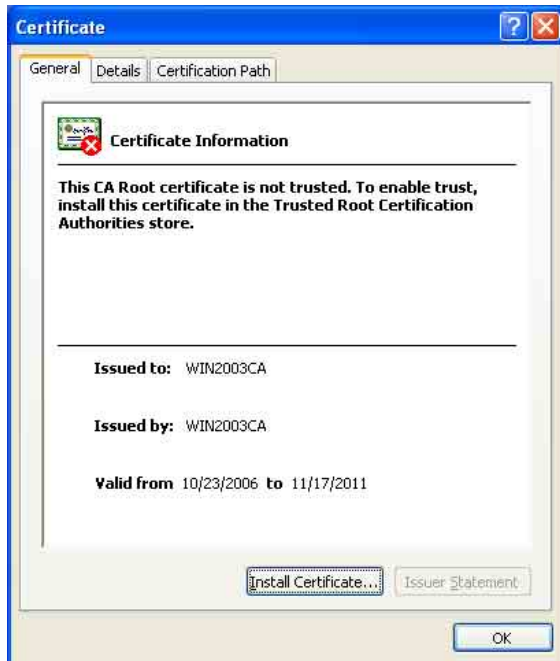 Certificate
General Details Certification Path
Certificate Information
This CA Root certificate is not trusted. To enable trust,
install this certificate in the Trusted Root Certification
Authorities store.
Issued to: WIN2003CA
Issued by: WIN2003CA
Valid from 10/23/2006 to 11/17/2011
Install Certificate... Issuer Statement
OK